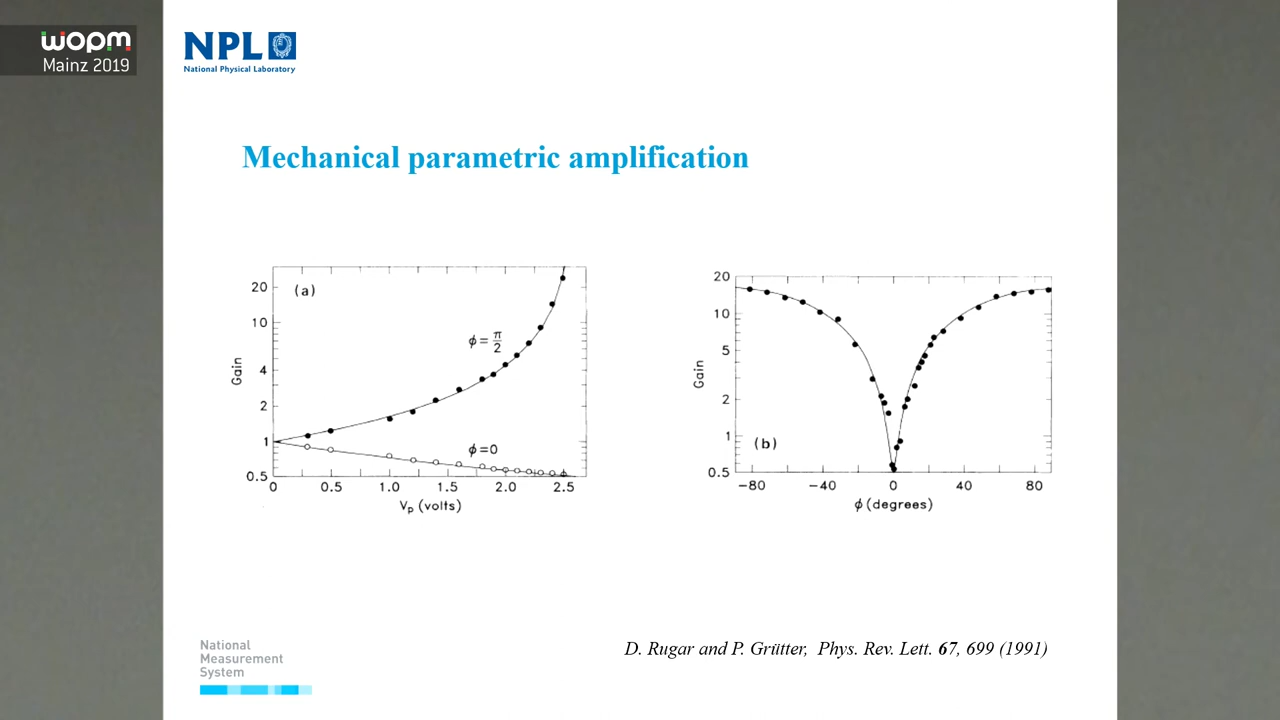 wopm
Mainz 2019
NPL
National Physical Laboratory
Mechanical parametric amplification
(a)
Gain
20
10
4
2
1
0.5
ϕ = π/2
ϕ = 0
0 0.5 1.0 1.5 2.0 2.5
Vp (volts)
(b)
Gain
20
10
5
2
1
0.5
−80 −40 0 40 80
ϕ (degrees)
National
Measurement
System
D. Rugar and P. Grütter, Phys. Rev. Lett. 67, 699 (1991)